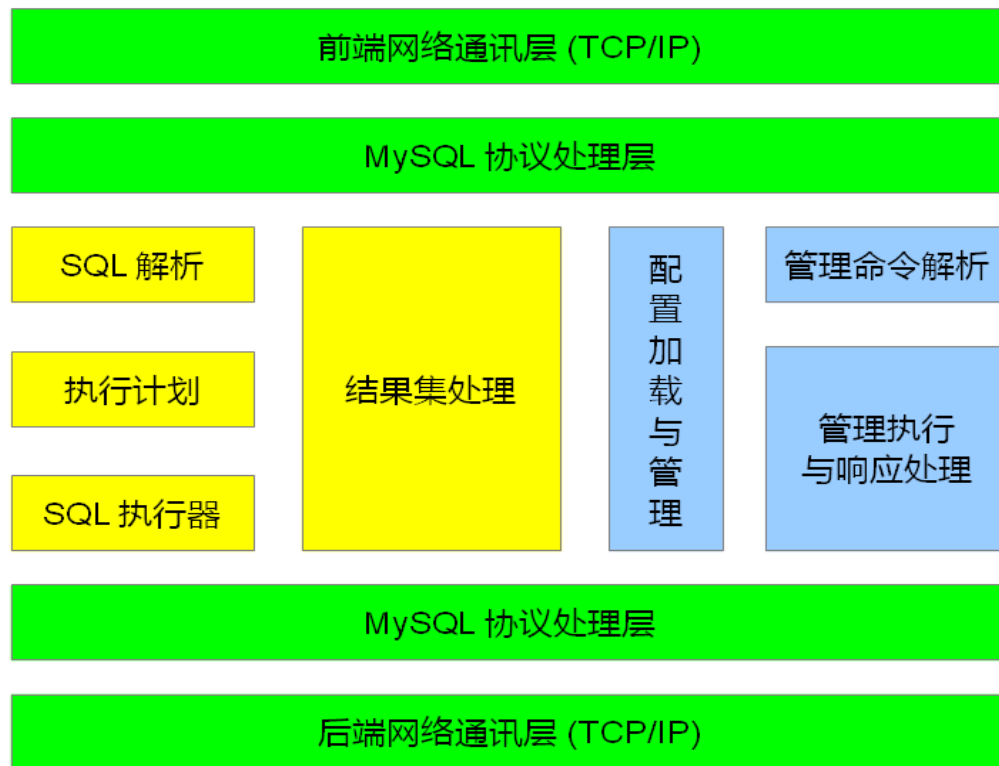 前端网络通讯层 (TCP/IP)
MySQL 协议处理层
SQL 解析
执行计划
SQL 执行器
结果集处理
配
置
加
载
与
管
理
管理命令解析
管理执行
与响应处理
MySQL 协议处理层
后端网络通讯层 (TCP/IP)